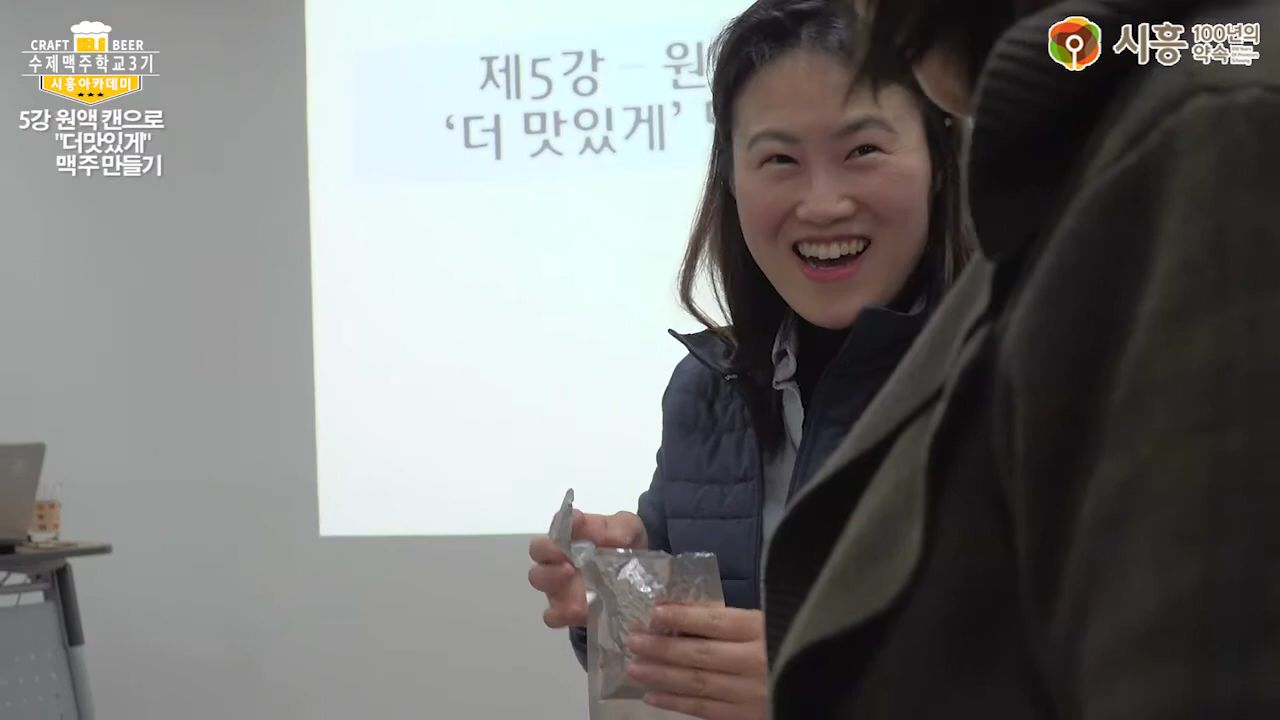 CRAFT BEER
수제맥주학교3기
시흥아카데미
5강 원액 캔으로
"더맛있게"
맥주만들기
제5강 - 원
'더 맛있게'
시흥 100년의
약속